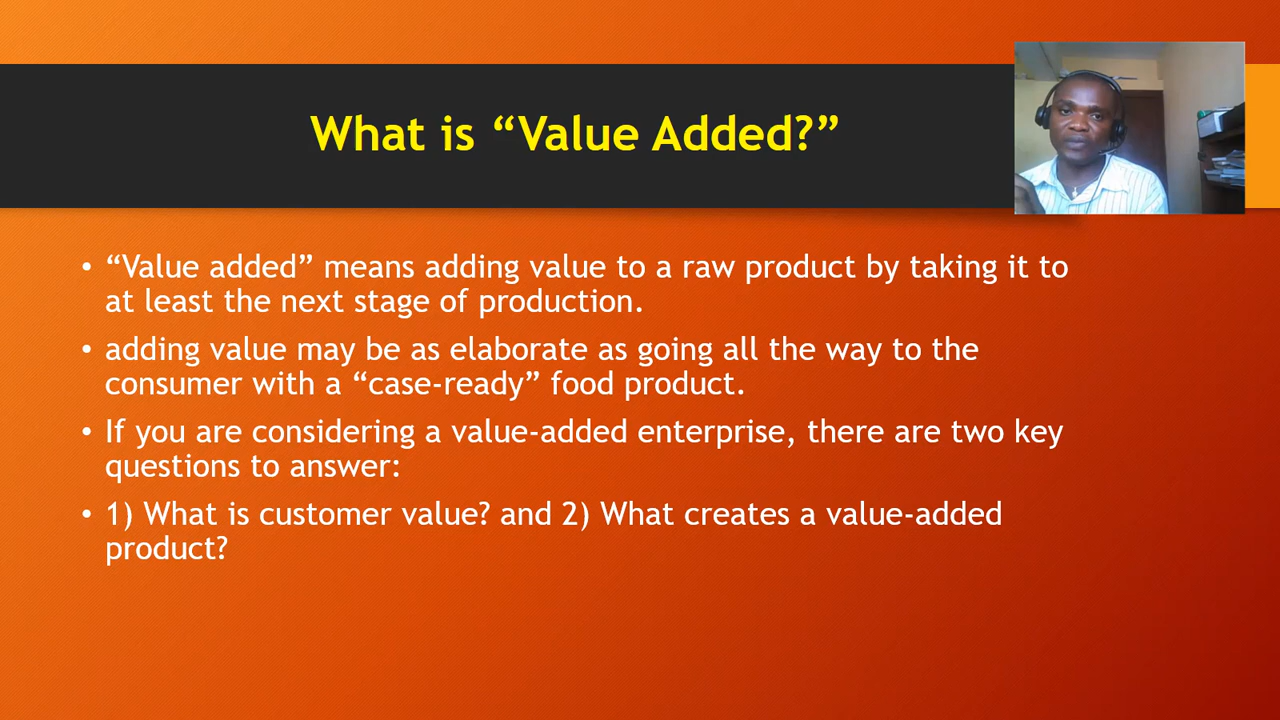 What is “Value Added?”
• “Value added” means adding value to a raw product by taking it to
at least the next stage of production.
• adding value may be as elaborate as going all the way to the
consumer with a “case-ready” food product.
• If you are considering a value-added enterprise, there are two key
questions to answer:
• 1) What is customer value? and 2) What creates a value-added
product?